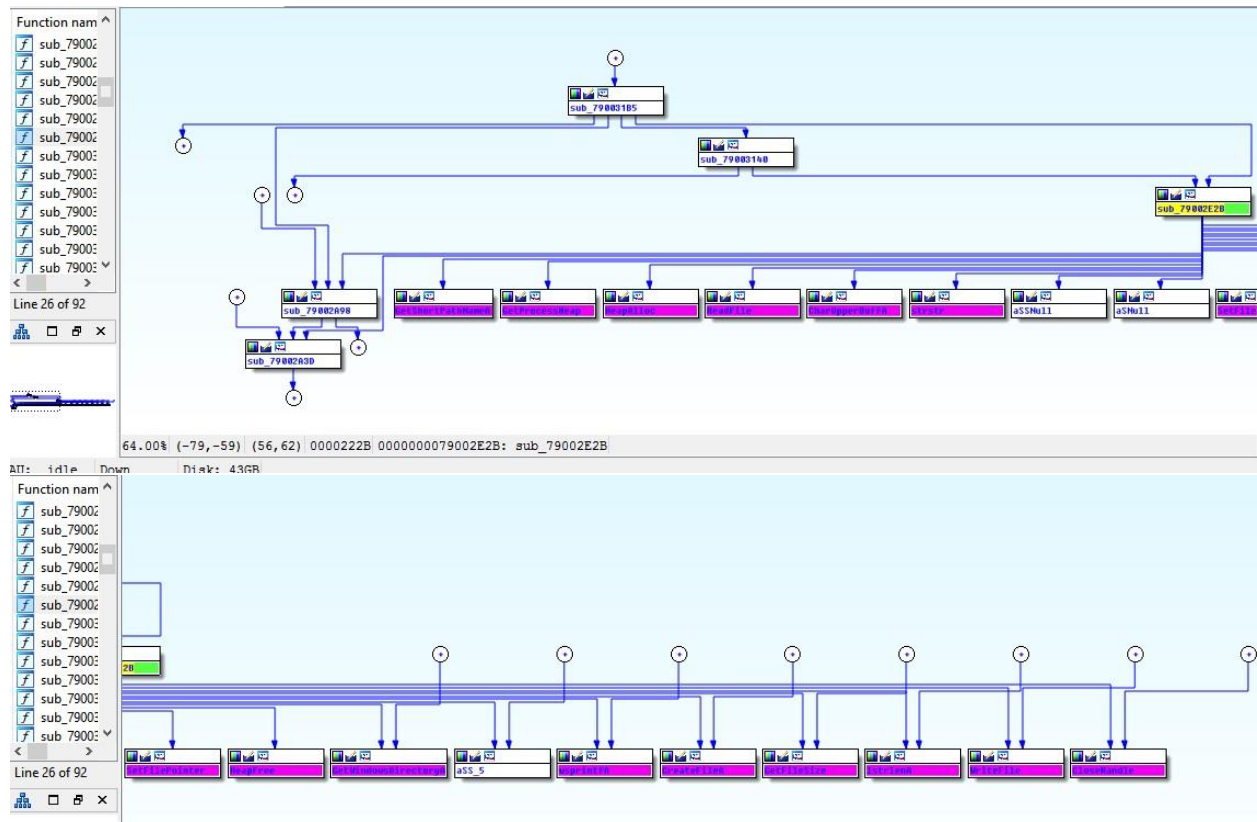 Function nam
sub_79002
sub_79002
sub_79002
sub_79002
sub_79002
sub_79002
sub_79003
sub_79003
sub_79003
sub_79003
sub_79003
sub_79003
sub_79003
Line 26 of 92
sub_790031B5
sub_79003140
sub_79002E2B
sub_79002A98
GetShortPathNameA
GetProcessHeap
HeapAlloc
ReadFile
CharUpperBuffA
strstr
aSSNull
aSNull
SetFile
sub_79002A3D
64.00% (-79,-59) (56,62) 0000222B 0000000079002E2B: sub_79002E2B
AU: idle Down Disk: 43GB
Function nam
sub_79002
sub_79002
sub_79002
sub_79002
sub_79002
sub_79002
sub_79003
sub_79003
sub_79003
sub_79003
sub_79003
sub_79003
sub_79003
Line 26 of 92
2B
SetFilePointer
HeapFree
GetWindowsDirectoryA
aSS_5
wsprintfA
CreateFileA
GetFileSize
lstrlenA
WriteFile
CloseHandle